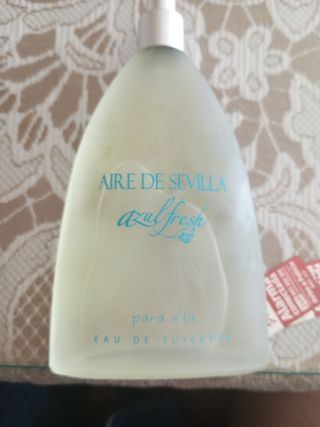 AIRE DE SEVILLA
azul fresh
para ella
EAU DE TOILETTE